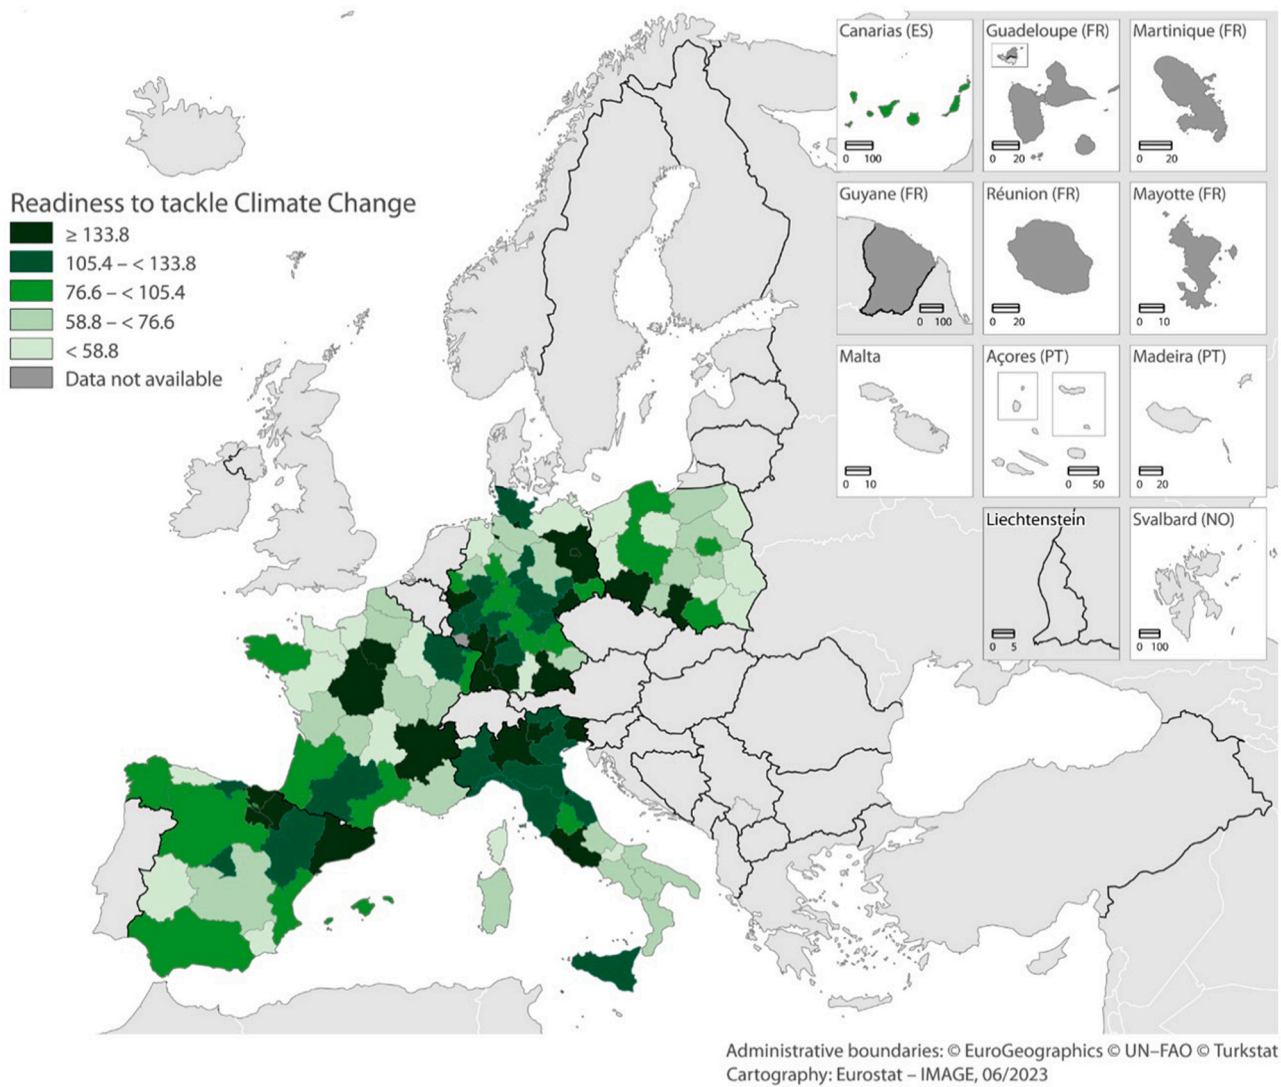 Readiness to tackle Climate Change
≥ 133.8
105.4 – < 133.8
76.6 – < 105.4
58.8 – < 76.6
< 58.8
Data not available
Canarias (ES)
0 100
Guadeloupe (FR)
0 20
Martinique (FR)
0 20
Guyane (FR)
0 100
Réunion (FR)
0 20
Mayotte (FR)
0 10
Malta
0 10
Açores (PT)
0 50
Madeira (PT)
0 20
Liechtenstein
0 5
Svalbard (NO)
0 100
Administrative boundaries: © EuroGeographics © UN–FAO © Turkstat
Cartography: Eurostat – IMAGE, 06/2023